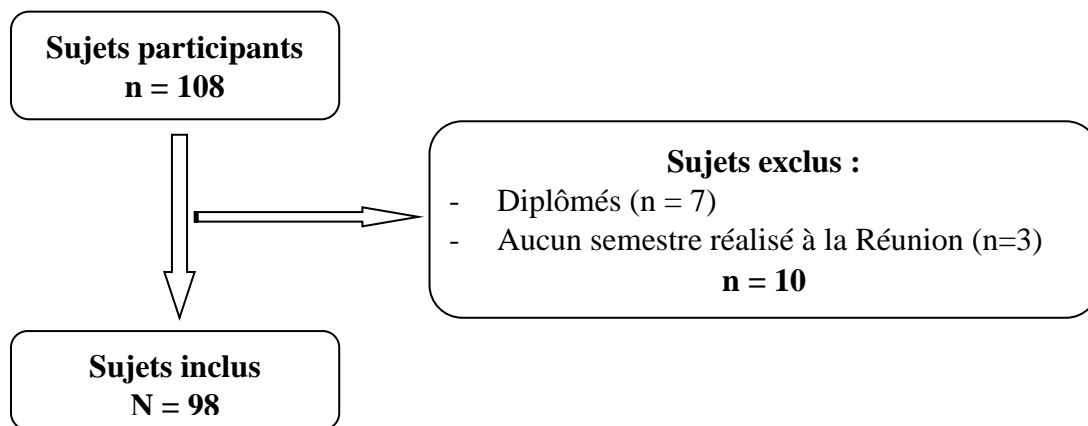 Sujets participants
n = 108
Sujets exclus :
- Diplômés (n = 7)
- Aucun semestre réalisé à la Réunion (n=3)
n = 10
Sujets inclus
N = 98